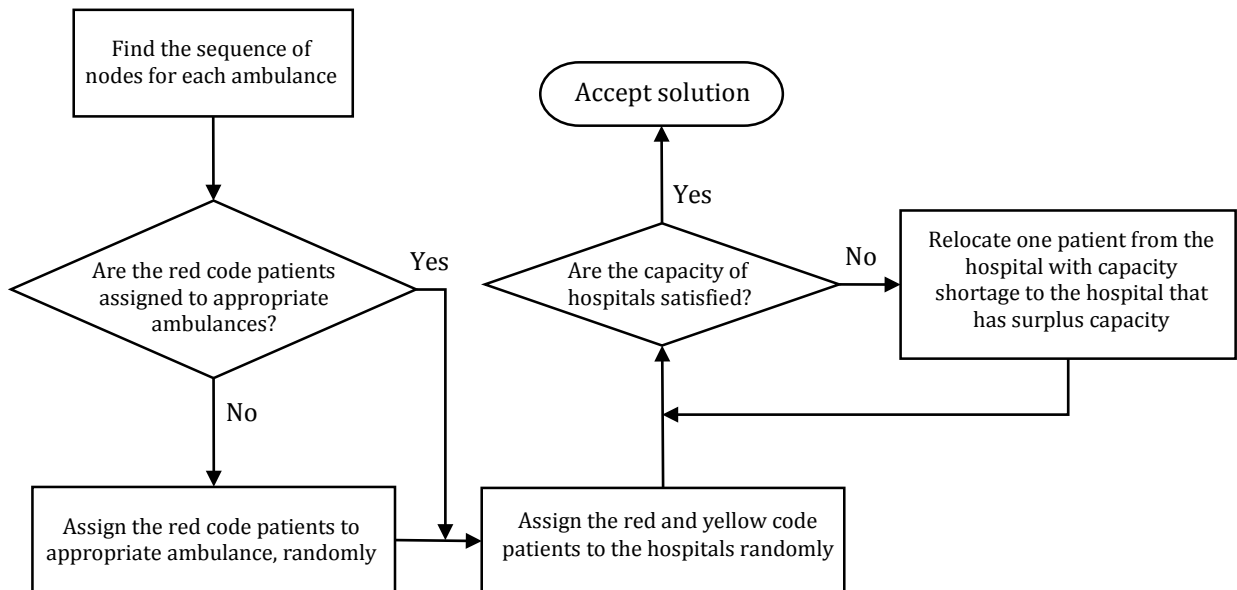 Find the sequence of
nodes for each ambulance
Are the red code patients
assigned to appropriate
ambulances?
Yes
No
Assign the red code patients to
appropriate ambulance, randomly
Assign the red and yellow code
patients to the hospitals randomly
Are the capacity of
hospitals satisfied?
Yes
Accept solution
No
Relocate one patient from the
hospital with capacity
shortage to the hospital that
has surplus capacity